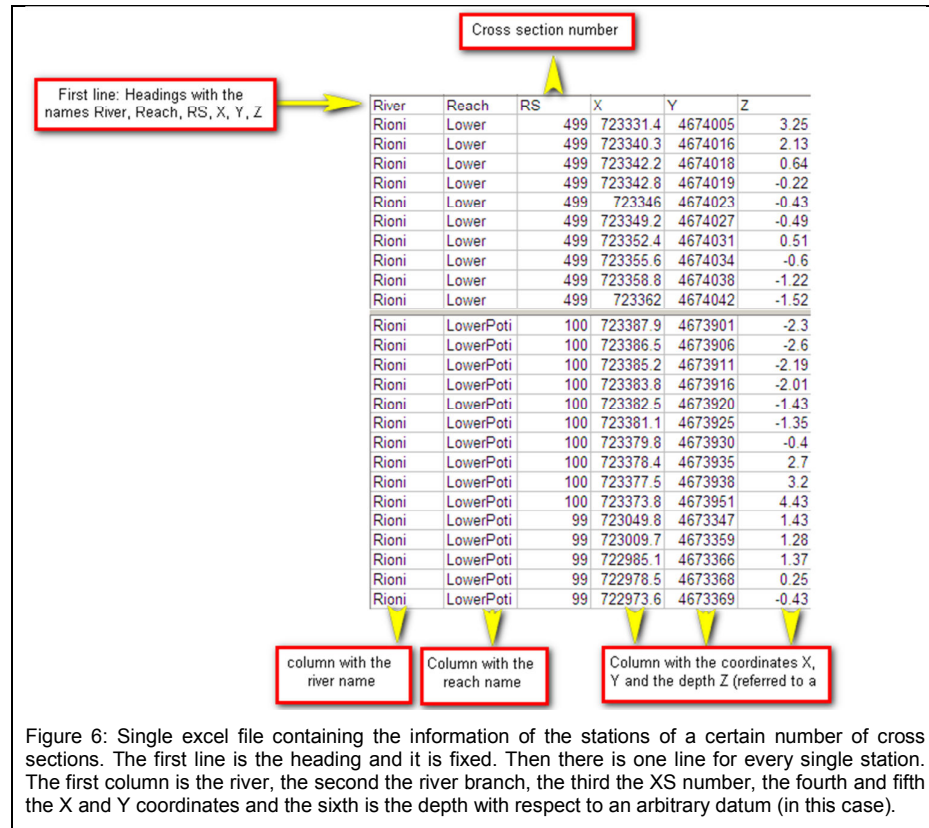 Cross section number
First line: Headings with the
names River, Reach, RS, X, Y, Z
River Reach RS X Y Z
Rioni Lower 499 723331.4 4674005 3.25
Rioni Lower 499 723340.3 4674016 2.13
Rioni Lower 499 723342.2 4674018 0.64
Rioni Lower 499 723342.8 4674019 -0.22
Rioni Lower 499 723346 4674023 -0.43
Rioni Lower 499 723349.2 4674027 -0.49
Rioni Lower 499 723352.4 4674031 0.51
Rioni Lower 499 723355.6 4674034 -0.6
Rioni Lower 499 723358.8 4674038 -1.22
Rioni Lower 499 723362 4674042 -1.52
Rioni LowerPoti 100 723387.9 4673901 -2.3
Rioni LowerPoti 100 723386.5 4673906 -2.6
Rioni LowerPoti 100 723385.2 4673911 -2.19
Rioni LowerPoti 100 723383.8 4673916 -2.01
Rioni LowerPoti 100 723382.5 4673920 -1.43
Rioni LowerPoti 100 723381.1 4673925 -1.35
Rioni LowerPoti 100 723379.8 4673930 -0.4
Rioni LowerPoti 100 723378.4 4673935 2.7
Rioni LowerPoti 100 723377.5 4673938 3.2
Rioni LowerPoti 100 723373.8 4673951 4.43
Rioni LowerPoti 99 723049.8 4673347 1.43
Rioni LowerPoti 99 723009.7 4673359 1.28
Rioni LowerPoti 99 722985.1 4673366 1.37
Rioni LowerPoti 99 722978.5 4673368 0.25
Rioni LowerPoti 99 722973.6 4673369 -0.43
column with the
river name
Column with the
reach name
Column with the coordinates X,
Y and the depth Z (referred to a
Figure 6: Single excel file containing the information of the stations of a certain number of cross
sections. The first line is the heading and it is fixed. Then there is one line for every single station.
The first column is the river, the second the river branch, the third the XS number, the fourth and fifth
the X and Y coordinates and the sixth is the depth with respect to an arbitrary datum (in this case).